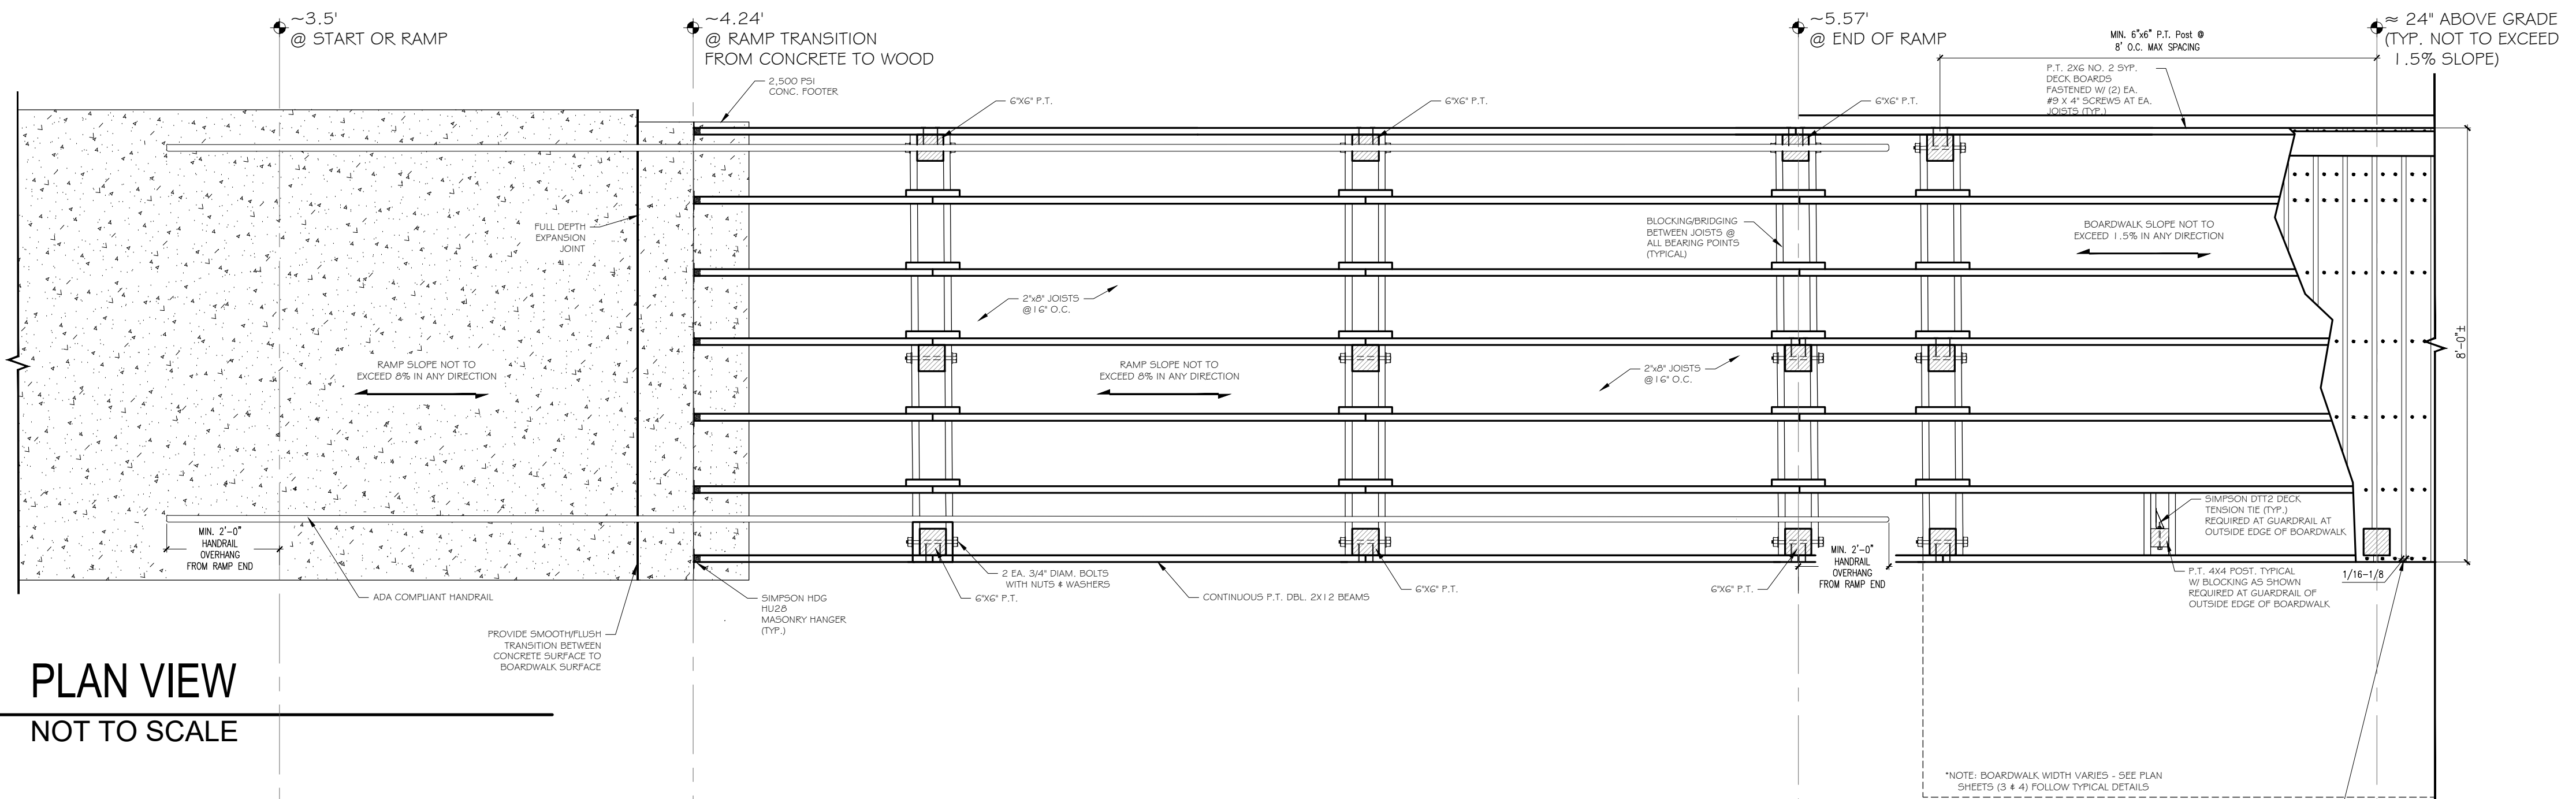 ~3.5'
@ START OR RAMP
~4.24'
@ RAMP TRANSITION
FROM CONCRETE TO WOOD
~5.57'
@ END OF RAMP
≈ 24" ABOVE GRADE
(TYP. NOT TO EXCEED
1.5% SLOPE)
MIN. 6"x6" P.T. Post @
8' O.C. MAX SPACING
P.T. 2X6 NO. 2 SYP.
DECK BOARDS
FASTENED W/ (2) EA.
#9 X 4" SCREWS AT EA.
JOISTS (TYP.)
2,500 PSI
CONC. FOOTER
6"X6" P.T.
6"X6" P.T.
6"X6" P.T.
FULL DEPTH
EXPANSION
JOINT
BLOCKING/BRIDGING
BETWEEN JOISTS @
ALL BEARING POINTS
(TYPICAL)
BOARDWALK SLOPE NOT TO
EXCEED 1.5% IN ANY DIRECTION
2"x8" JOISTS
@16" O.C.
8'-0"±
RAMP SLOPE NOT TO
EXCEED 8% IN ANY DIRECTION
RAMP SLOPE NOT TO
EXCEED 8% IN ANY DIRECTION
2"x8" JOISTS
@16" O.C.
SIMPSON DTT2 DECK
TENSION TIE (TYP.)
REQUIRED AT GUARDRAIL AT
OUTSIDE EDGE OF BOARDWALK
MIN. 2'-0"
HANDRAIL
OVERHANG
FROM RAMP END
MIN. 2'-0"
HANDRAIL
OVERHANG
FROM RAMP END
ADA COMPLIANT HANDRAIL
2 EA. 3/4" DIAM. BOLTS
WITH NUTS & WASHERS
6"X6" P.T.
SIMPSON HDG
HU28
MASONRY HANGER
(TYP.)
CONTINUOUS P.T. DBL. 2X12 BEAMS
6"X6" P.T.
6"X6" P.T.
P.T. 4X4 POST, TYPICAL
W/ BLOCKING AS SHOWN
REQUIRED AT GUARDRAIL OF
OUTSIDE EDGE OF BOARDWALK
1/16-1/8
PROVIDE SMOOTH/FLUSH
TRANSITION BETWEEN
CONCRETE SURFACE TO
BOARDWALK SURFACE
PLAN VIEW
NOT TO SCALE
*NOTE: BOARDWALK WIDTH VARIES - SEE PLAN
SHEETS (3 & 4) FOLLOW TYPICAL DETAILS